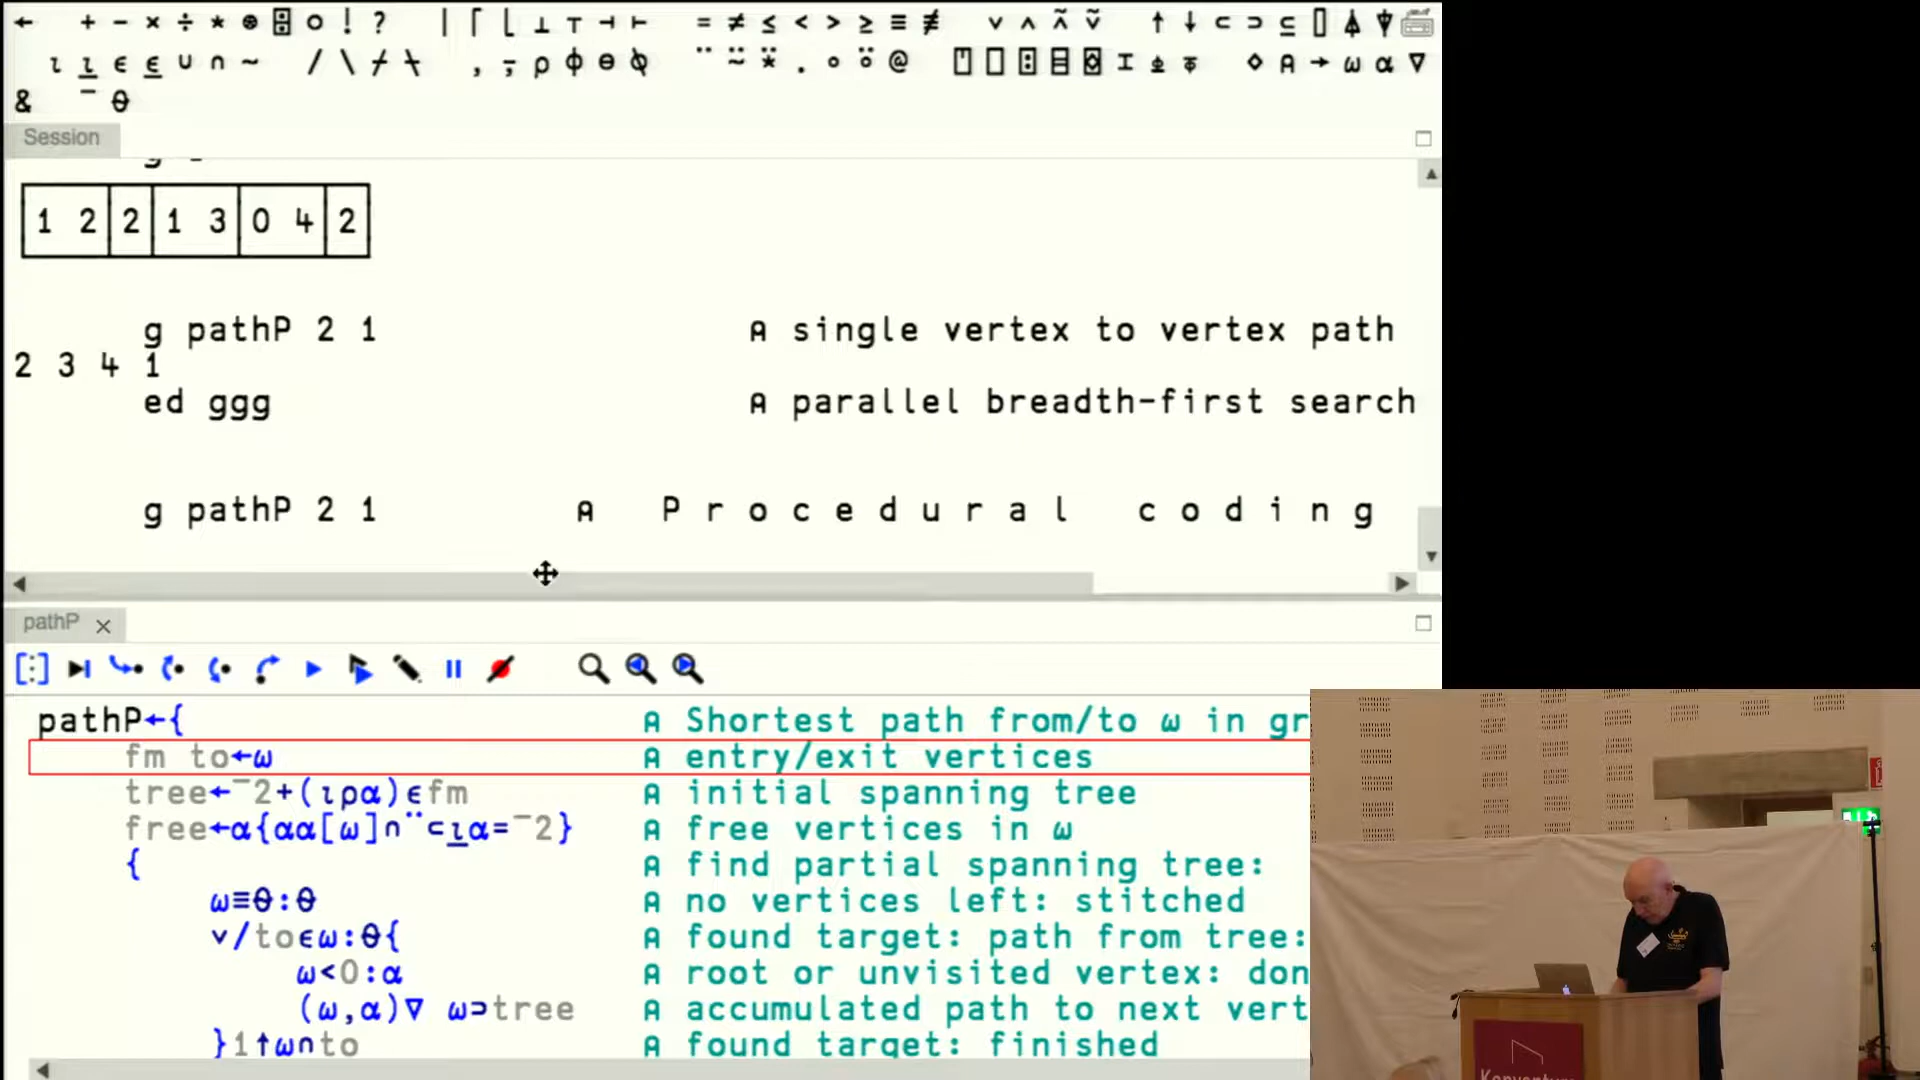 ← + - × ÷ * ⍟ ⌹ ○ ! ? | ⌈ ⌊ ⊥ ⊤ ⊣ ⊢ = ≠ ≤ < > ≥ ≡ ≢ ∨ ∧ ⍲ ⍱ ↑ ↓ ⊂ ⊃ ⊆ ⌷ ⍋ ⍒
⍳ ⍸ ∊ ⍷ ∪ ∩ ~ / \ ⌿ ⍀ , ⍪ ⍴ ⌽ ⊖ ⍉ ¨ ⍨ ⍣ . ∘ ⍤ @ ⍞ ⎕ ⍠ ⌸ ⌺ ⌶ ⍎ ⍕ ⋄ ⍝ → ⍵ ⍺ ∇
& ¯ ⍬
Session
1 2 2 1 3 0 4 2
g pathP 2 1 ⍝ single vertex to vertex path
2 3 4 1
ed ggg ⍝ parallel breadth-first search
g pathP 2 1 ⍝ P r o c e d u r a l c o d i n g
pathP
[:]
pathP←{ ⍝ Shortest path from/to ⍵ in gr
fm to←⍵ ⍝ entry/exit vertices
tree←¯2+(⍳⍴⍺)∊fm ⍝ initial spanning tree
free←⍺{⍺⍺[⍵]∩¨⊂⍸⍺=¯2} ⍝ free vertices in ⍵
{ ⍝ find partial spanning tree:
⍵≡⍬:⍬ ⍝ no vertices left: stitched
∨/to∊⍵:⍬{ ⍝ found target: path from tree:
⍵<0:⍺ ⍝ root or unvisited vertex: don
(⍵,⍺)∇ ⍵⊃tree ⍝ accumulated path to next vert
}1↑⍵∩to ⍝ found target: finished